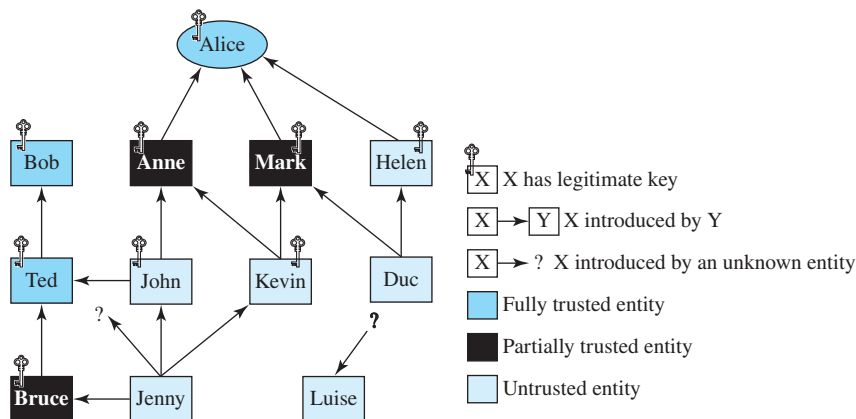 Alice
Bob
Anne
Mark
Helen
X X has legitimate key
X Y X introduced by Y
X ? X introduced by an unknown entity
Ted
John
Kevin
Duc
Fully trusted entity
?
?
Partially trusted entity
Bruce
Jenny
Luise
Untrusted entity